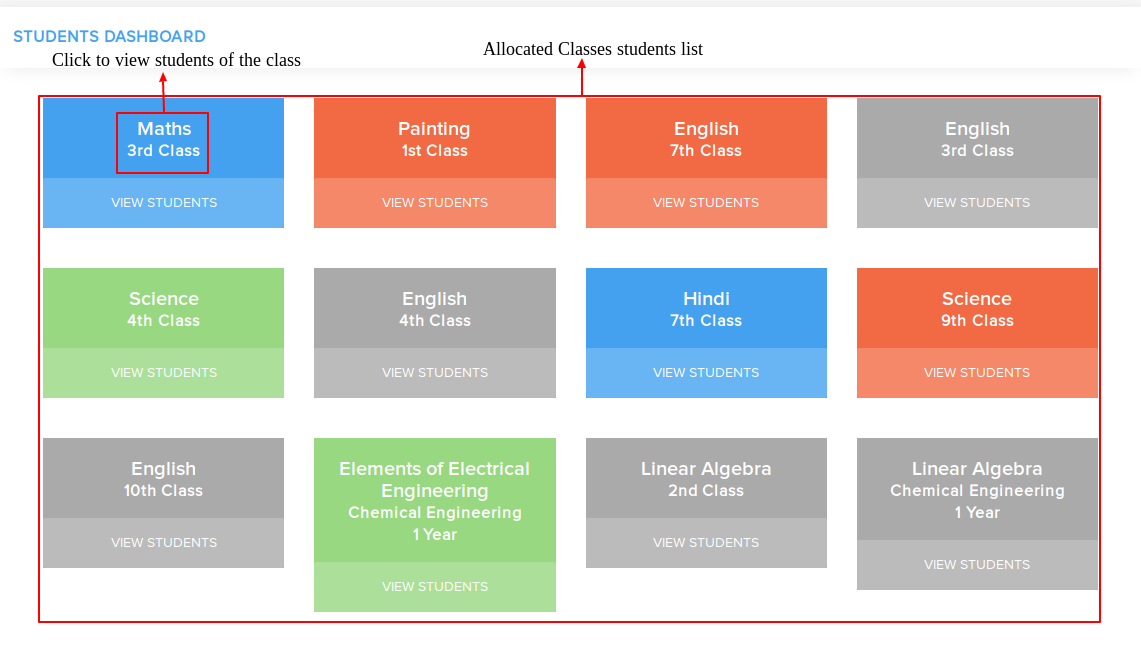 STUDENTS DASHBOARD
Click to view students of the class
Allocated Classes students list
Maths
3rd Class
VIEW STUDENTS
Painting
1st Class
VIEW STUDENTS
English
7th Class
VIEW STUDENTS
English
3rd Class
VIEW STUDENTS
Science
4th Class
VIEW STUDENTS
English
4th Class
VIEW STUDENTS
Hindi
7th Class
VIEW STUDENTS
Science
9th Class
VIEW STUDENTS
English
10th Class
VIEW STUDENTS
Elements of Electrical
Engineering
Chemical Engineering
1 Year
VIEW STUDENTS
Linear Algebra
2nd Class
VIEW STUDENTS
Linear Algebra
Chemical Engineering
1 Year
VIEW STUDENTS